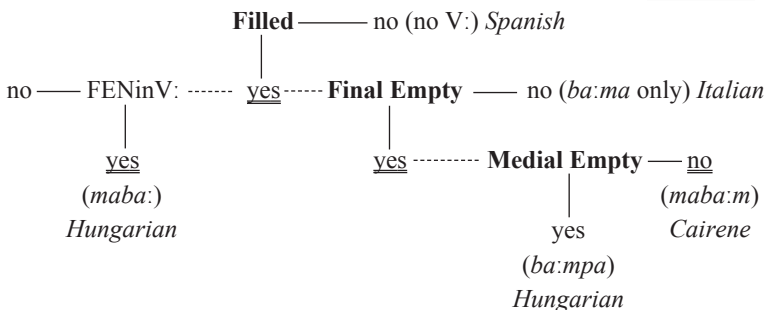 Filled no (no V:) Spanish
no FENinV: yes Final Empty no (ba:ma only) Italian
yes yes Medial Empty no
(maba:) yes (maba:m)
Hungarian (ba:mpa) Cairene
Hungarian